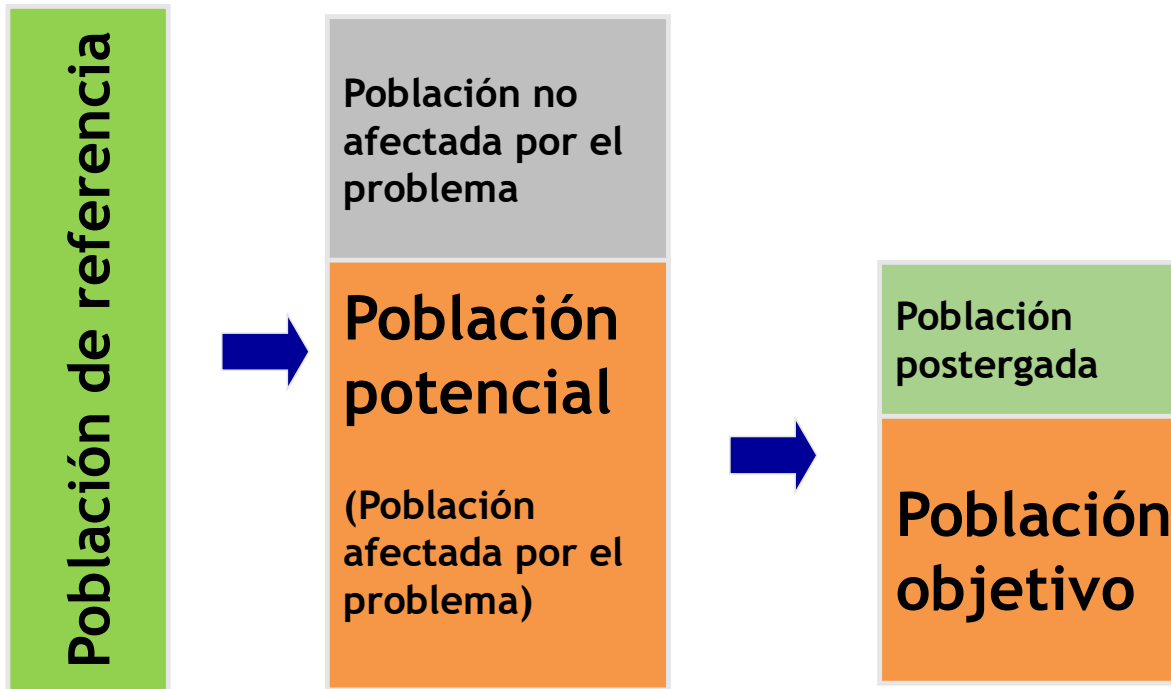 Población de referencia
Población no
afectada por el
problema
Población
potencial
(Población
afectada por el
problema)
Población
postergada
Población
objetivo